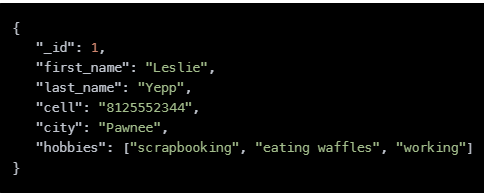 {
"_id": 1,
"first_name": "Leslie",
"last_name": "Yepp",
"cell": "8125552344",
"city": "Pawnee",
"hobbies": ["scrapbooking", "eating waffles", "working"]
}